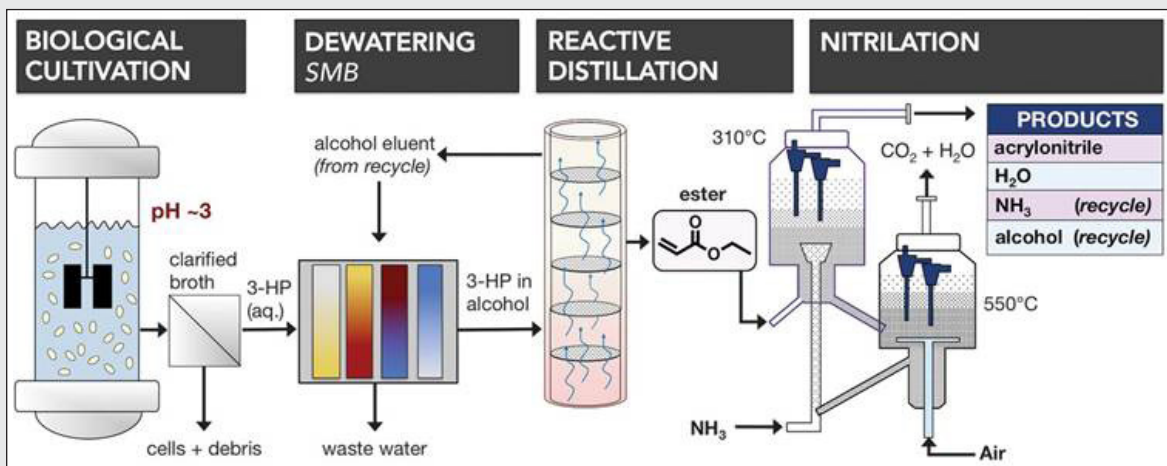 BIOLOGICAL
CULTIVATION
DEWATERING
SMB
REACTIVE
DISTILLATION
NITRILATION
pH ~3
clarified
broth
3-HP
(aq.)
cells + debris
alcohol eluent
(from recycle)
3-HP in
alcohol
waste water
ester
O
O
310°C
NH₃
CO₂ + H₂O
550°C
Air
PRODUCTS
acrylonitrile
H₂O
NH₃ (recycle)
alcohol (recycle)